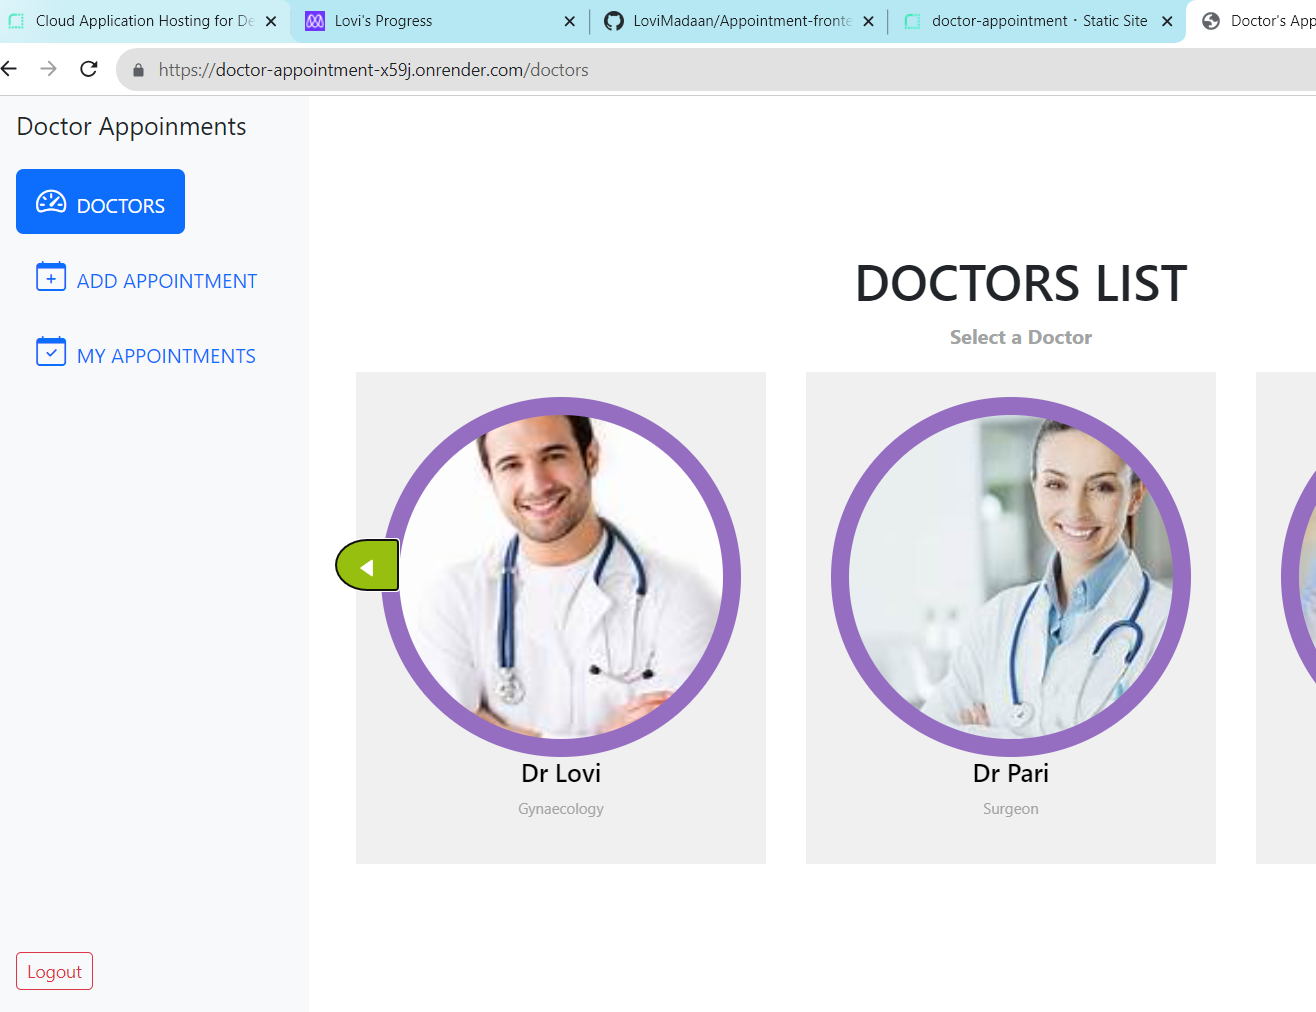 Cloud Application Hosting for De
Lovi's Progress
LoviMadaan/Appointment-fronte
doctor-appointment · Static Site
Doctor's App
https://doctor-appointment-x59j.onrender.com/doctors
Doctor Appoinments
DOCTORS
ADD APPOINTMENT
MY APPOINTMENTS
DOCTORS LIST
Select a Doctor
Dr Lovi
Gynaecology
Dr Pari
Surgeon
Logout